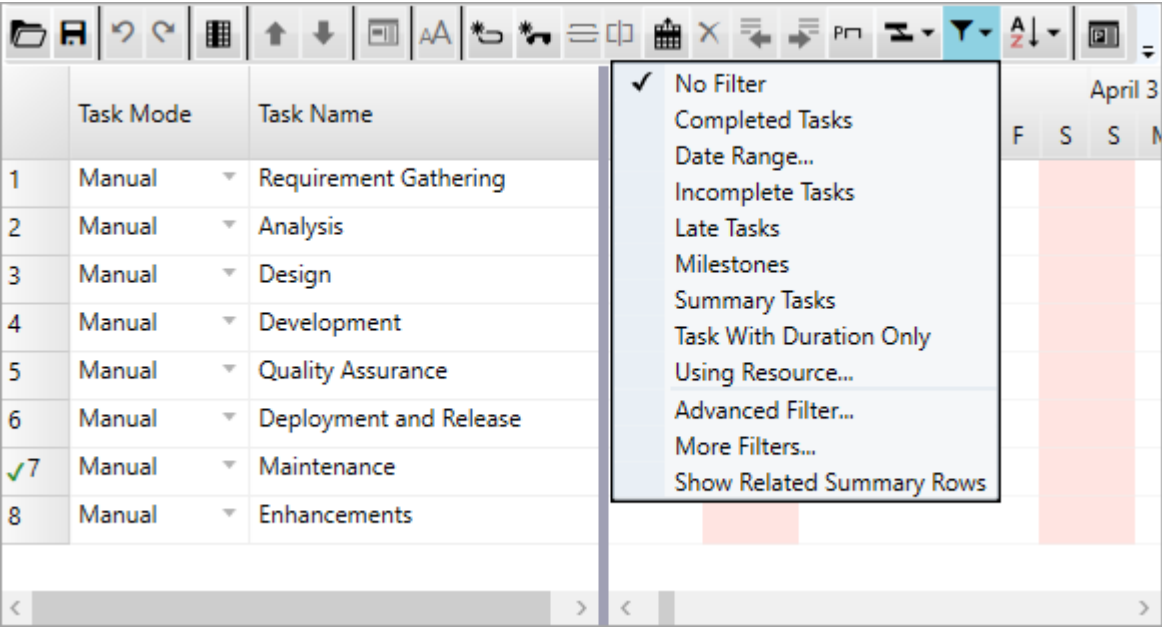 AA
P
A
Z
P
Task Mode Task Name
April 3
F S S
1 Manual Requirement Gathering
2 Manual Analysis
3 Manual Design
4 Manual Development
5 Manual Quality Assurance
6 Manual Deployment and Release
7 Manual Maintenance
8 Manual Enhancements
No Filter
Completed Tasks
Date Range...
Incomplete Tasks
Late Tasks
Milestones
Summary Tasks
Task With Duration Only
Using Resource...
Advanced Filter...
More Filters...
Show Related Summary Rows